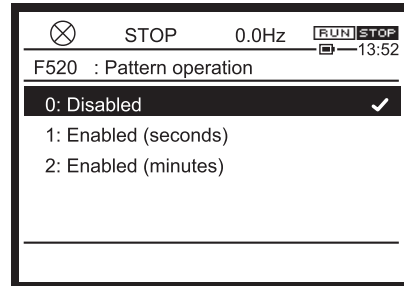 STOP 0.0Hz RUN STOP
13:52
F520 : Pattern operation
0: Disabled
1: Enabled (seconds)
2: Enabled (minutes)